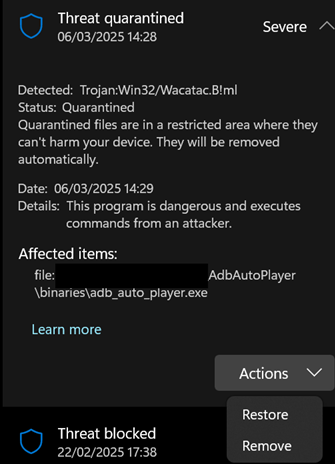 Threat quarantined
06/03/2025 14:28
Severe
Detected: Trojan:Win32/Wacatac.B!ml
Status: Quarantined
Quarantined files are in a restricted area where they
can't harm your device. They will be removed
automatically.
Date: 06/03/2025 14:29
Details: This program is dangerous and executes
commands from an attacker.
Affected items:
file: AdbAutoPlayer
\binaries\adb_auto_player.exe
Learn more
Actions
Restore
Remove
Threat blocked
22/02/2025 17:38